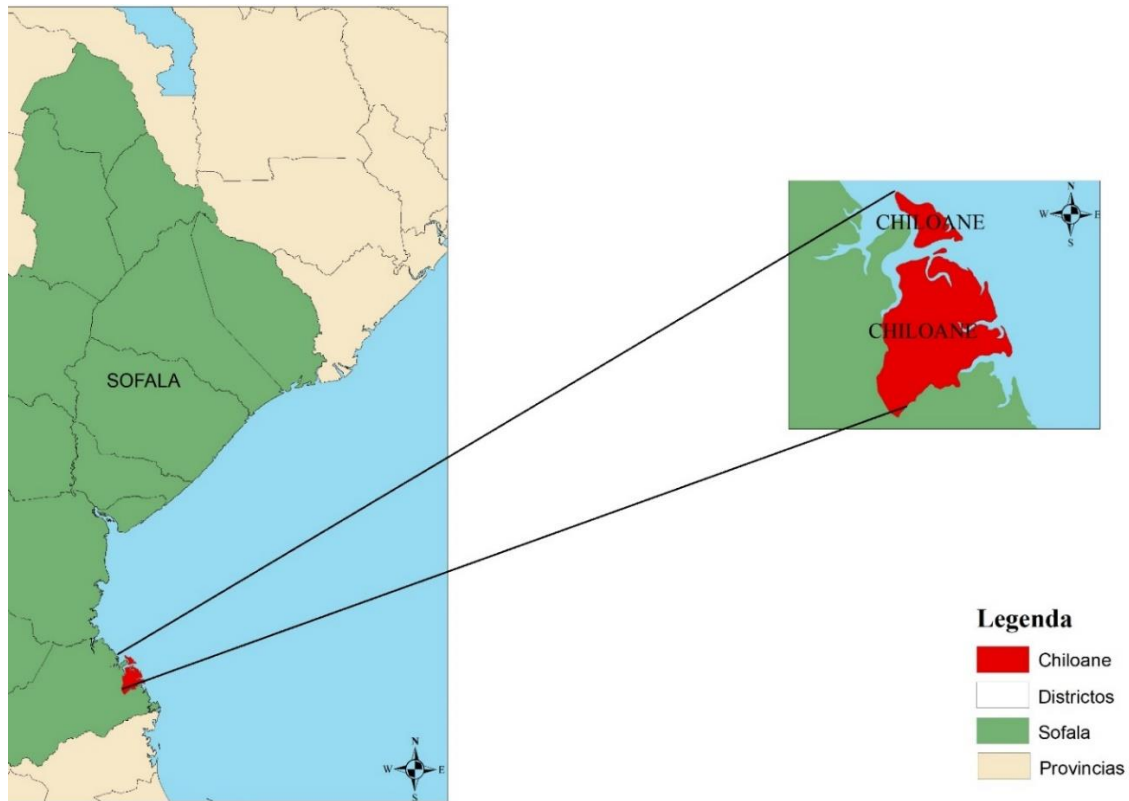 SOFALA
N
W E
S
N
W E
S
CHILOANE
CHILOANE
Legenda
Chiloane
Districtos
Sofala
Provincias